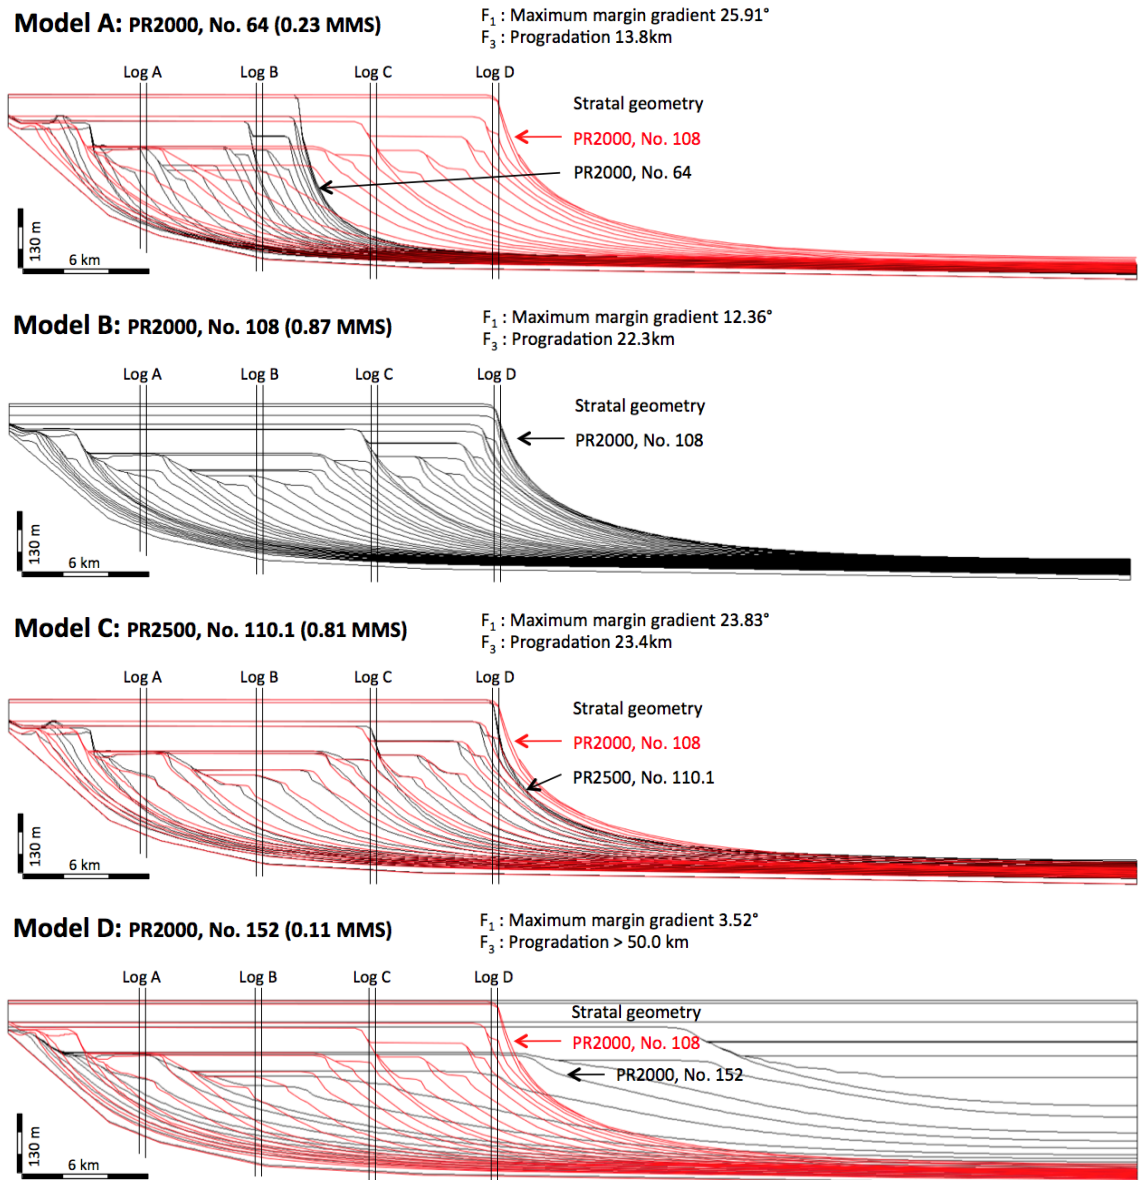 Model A: PR2000, No. 64 (0.23 MMS)
F1 : Maximum margin gradient 25.91°
F3 : Progradation 13.8km
Log A Log B Log C Log D
Stratal geometry
PR2000, No. 108
PR2000, No. 64
130 m
6 km
Model B: PR2000, No. 108 (0.87 MMS)
F1 : Maximum margin gradient 12.36°
F3 : Progradation 22.3km
Log A Log B Log C Log D
Stratal geometry
PR2000, No. 108
130 m
6 km
Model C: PR2500, No. 110.1 (0.81 MMS)
F1 : Maximum margin gradient 23.83°
F3 : Progradation 23.4km
Log A Log B Log C Log D
Stratal geometry
PR2000, No. 108
PR2500, No. 110.1
130 m
6 km
Model D: PR2000, No. 152 (0.11 MMS)
F1 : Maximum margin gradient 3.52°
F3 : Progradation > 50.0 km
Log A Log B Log C Log D
Stratal geometry
PR2000, No. 108
PR2000, No. 152
130 m
6 km